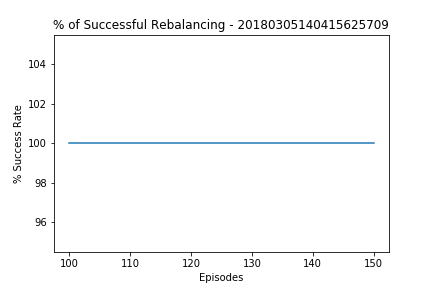 % of Successful Rebalancing - 20180305140415625709
104
102
100
98
96
% Success Rate
100 110 120 130 140 150
Episodes